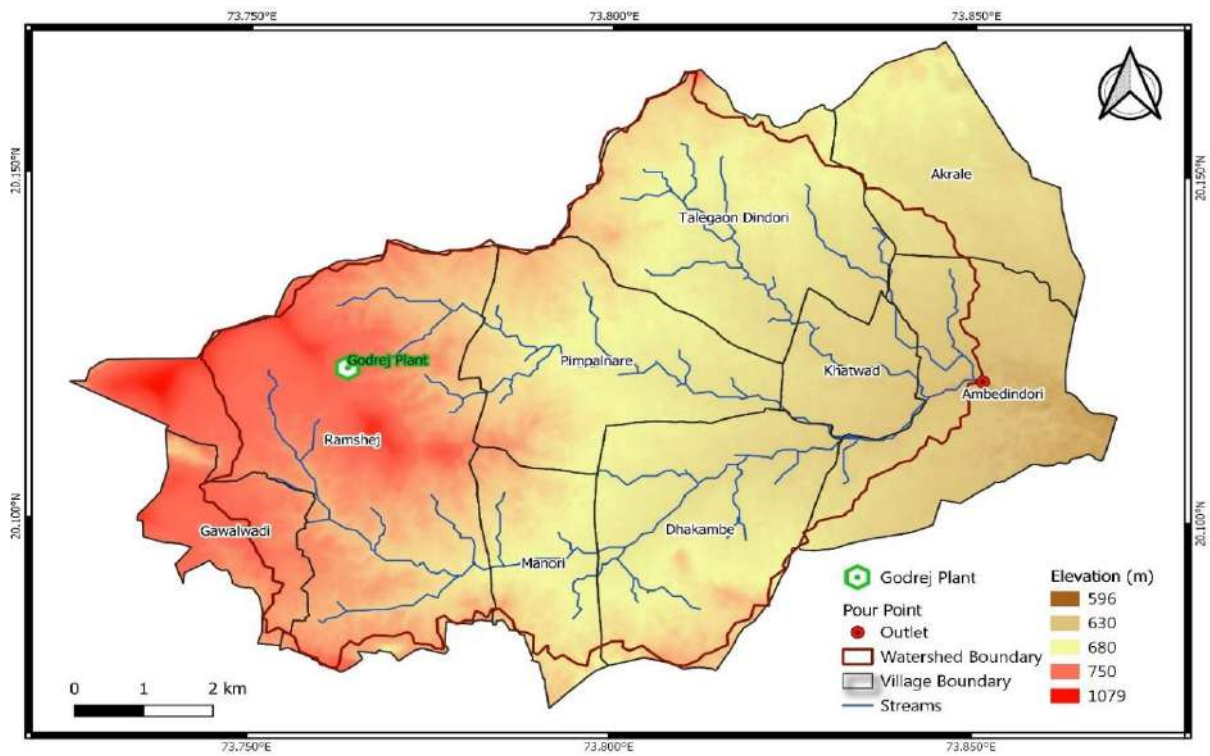 73.750°E 73.800°E 73.850°E
20.150°N
20.150°N
Akrale
Talegaon Dindori
Godrej Plant
Pimpalnare
Khatwad
Ambedindori
Ramshej
20.100°N
20.100°N
Gawalwadi
Dhakambe
Manori
Godrej Plant
Pour Point
Outlet
Watershed Boundary
Village Boundary
Streams
Elevation (m)
596
630
680
750
1079
0 1 2 km
73.750°E 73.800°E 73.850°E